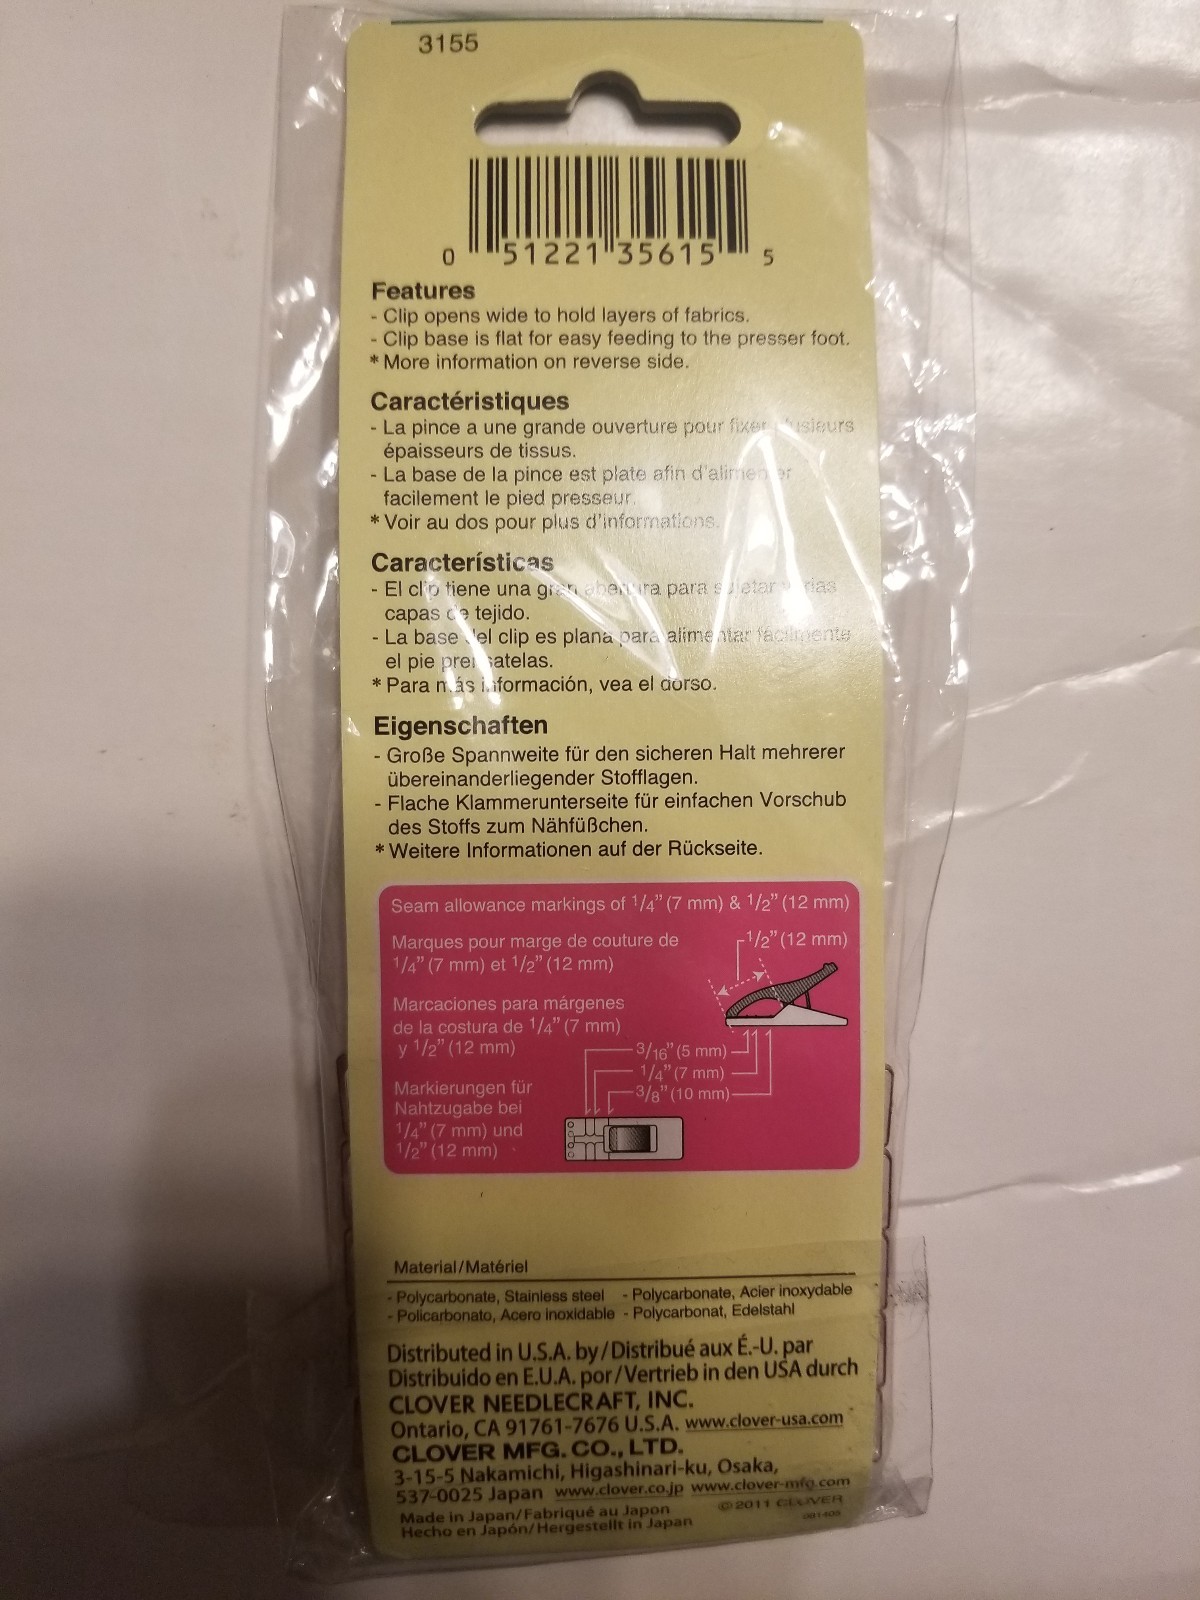 3155
0 51221 35615 5
Features
- Clip opens wide to hold layers of fabrics.
- Clip base is flat for easy feeding to the presser foot.
* More information on reverse side.
Caractéristiques
- La pince a une grande ouverture pour fixer plusieurs
épaisseurs de tissus.
- La base de la pince est plate afin d'alimenter
facilement le pied presseur.
* Voir au dos pour plus d'informations.
Características
- El clip tiene una gran abertura para sujetar varias
capas de tejido.
- La base del clip es plana para alimentar fácilmente
el pie prensatelas.
* Para más información, vea el dorso.
Eigenschaften
- Große Spannweite für den sicheren Halt mehrerer
übereinanderliegender Stofflagen.
- Flache Klammerunterseite für einfachen Vorschub
des Stoffs zum Nähfüßchen.
* Weitere Informationen auf der Rückseite.
Seam allowance markings of 1/4" (7 mm) & 1/2" (12 mm)
Marques pour marge de couture de
1/4" (7 mm) et 1/2" (12 mm)
1/2" (12 mm)
Marcaciones para márgenes
de la costura de 1/4" (7 mm)
y 1/2" (12 mm)
3/16" (5 mm)
1/4" (7 mm)
3/8" (10 mm)
Markierungen für
Nahtzugabe bei
1/4" (7 mm) und
1/2" (12 mm)
Material/Matériel
- Polycarbonate, Stainless steel - Polycarbonate, Acier inoxydable
- Policarbonato, Acero inoxidable - Polycarbonat, Edelstahl
Distributed in U.S.A. by/Distribué aux É.-U. par
Distribuido en E.U.A. por/Vertrieb in den USA durch
CLOVER NEEDLECRAFT, INC.
Ontario, CA 91761-7676 U.S.A. www.clover-usa.com
CLOVER MFG. CO., LTD.
3-15-5 Nakamichi, Higashinari-ku, Osaka,
537-0025 Japan www.clover.co.jp www.clover-mfg.com
Made in Japan/Fabriqué au Japon
Hecho en Japón/Hergestellt in Japan
© 2011 CLOVER